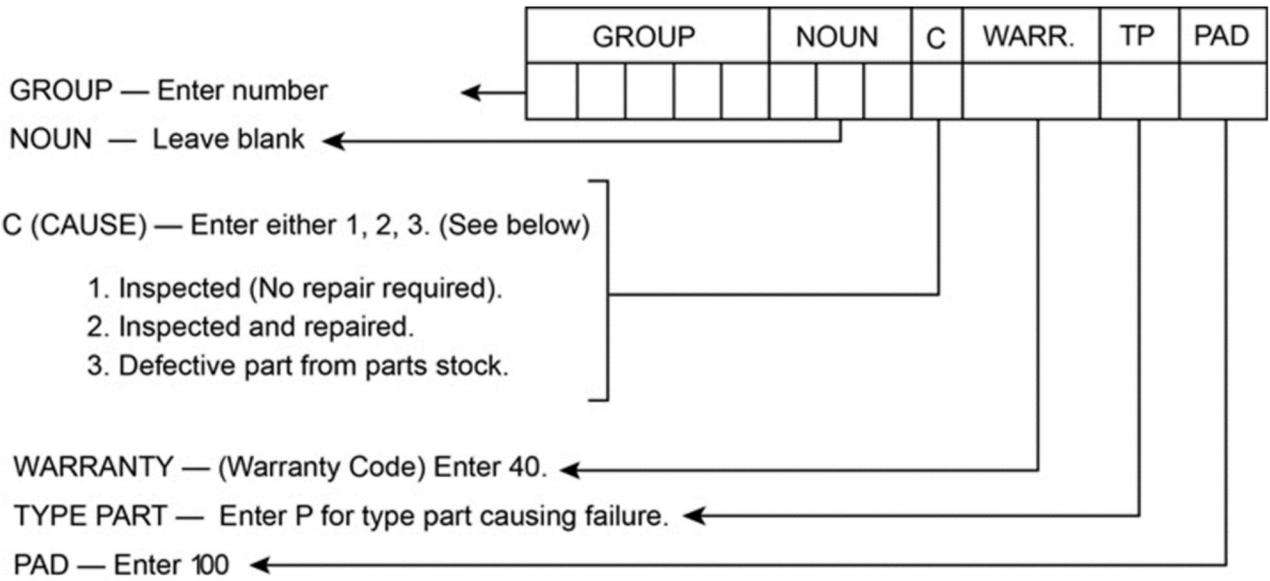 GROUP NOUN C WARR. TP PAD
GROUP — Enter number
NOUN — Leave blank
C (CAUSE) — Enter either 1, 2, 3. (See below)
1. Inspected (No repair required).
2. Inspected and repaired.
3. Defective part from parts stock.
WARRANTY — (Warranty Code) Enter 40.
TYPE PART — Enter P for type part causing failure.
PAD — Enter 100